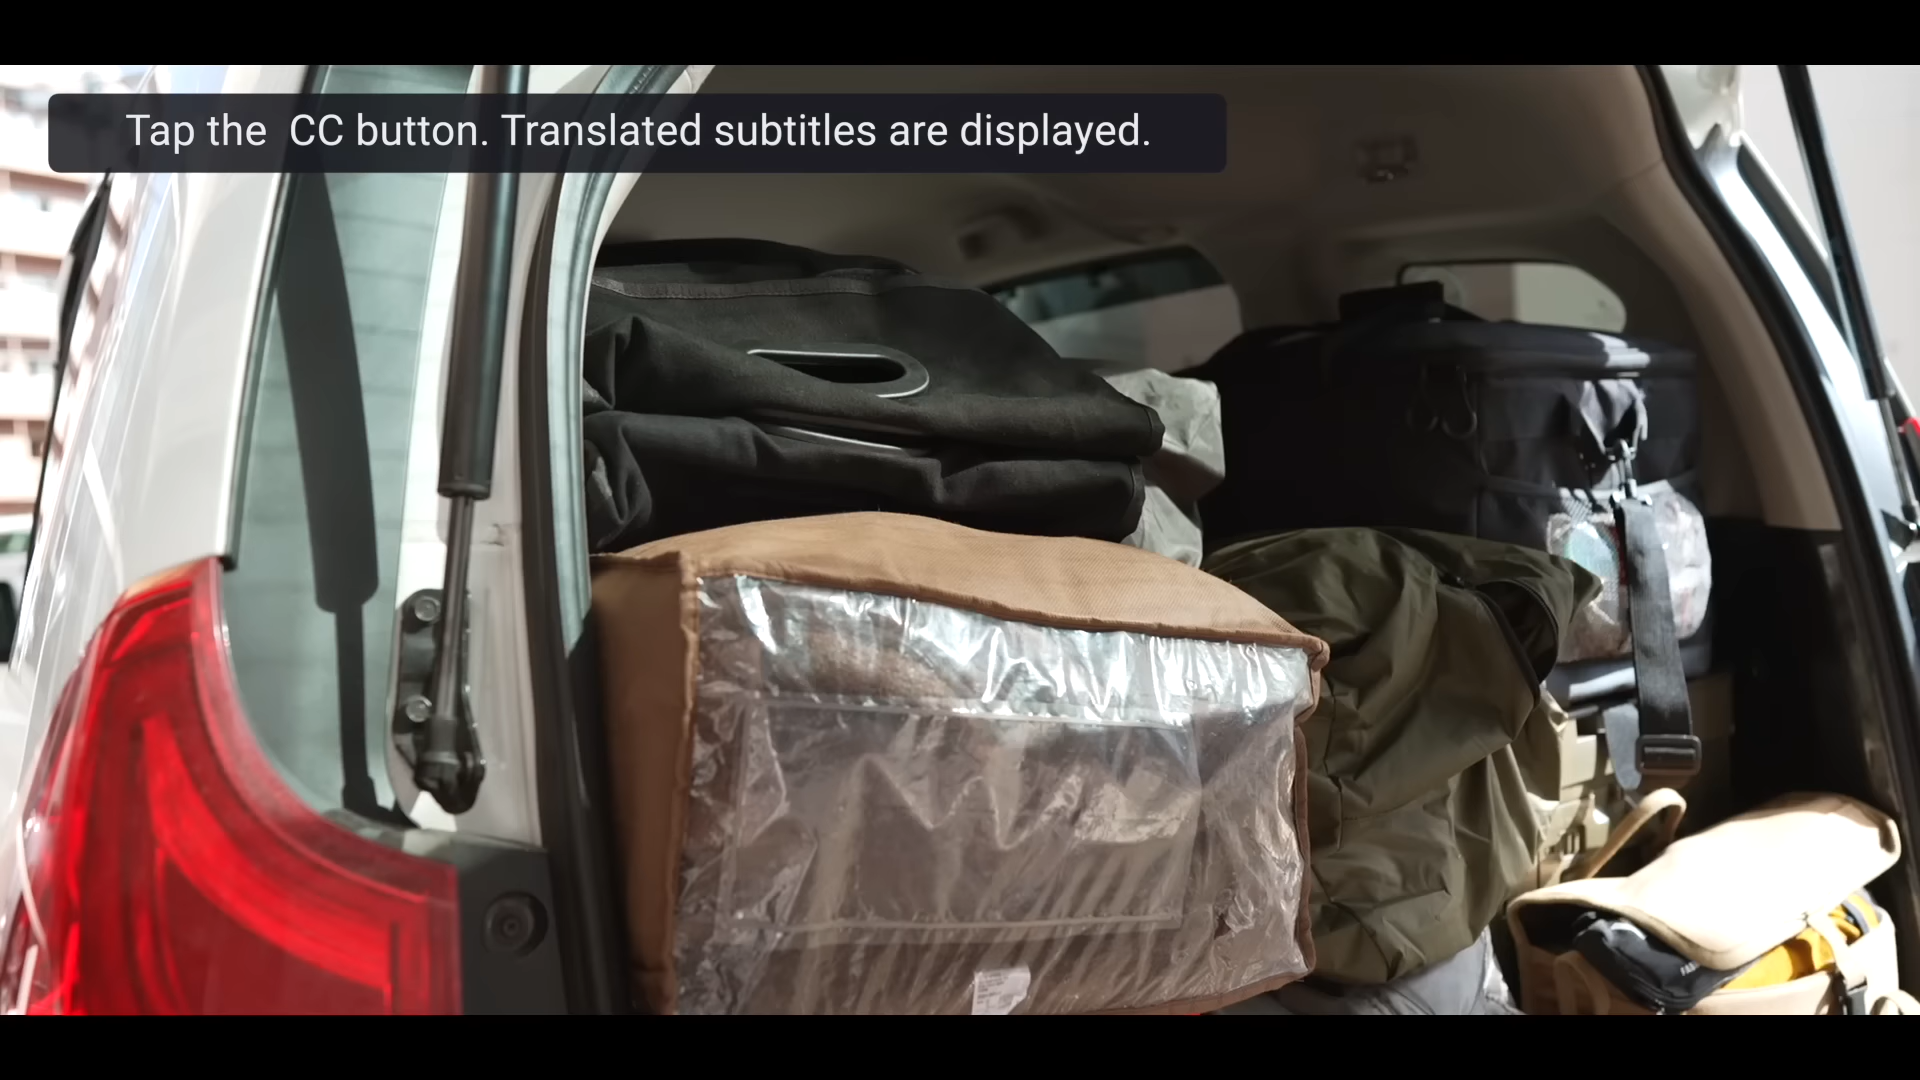 Tap the  CC button. Translated subtitles are displayed.